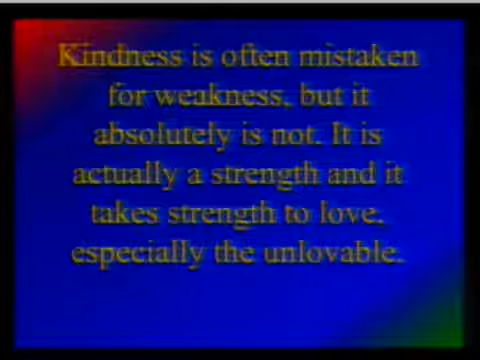 Kindness is often mistaken
for weakness, but it
absolutely is not. It is
actually a strength and it
takes strength to love,
especially the unlovable.